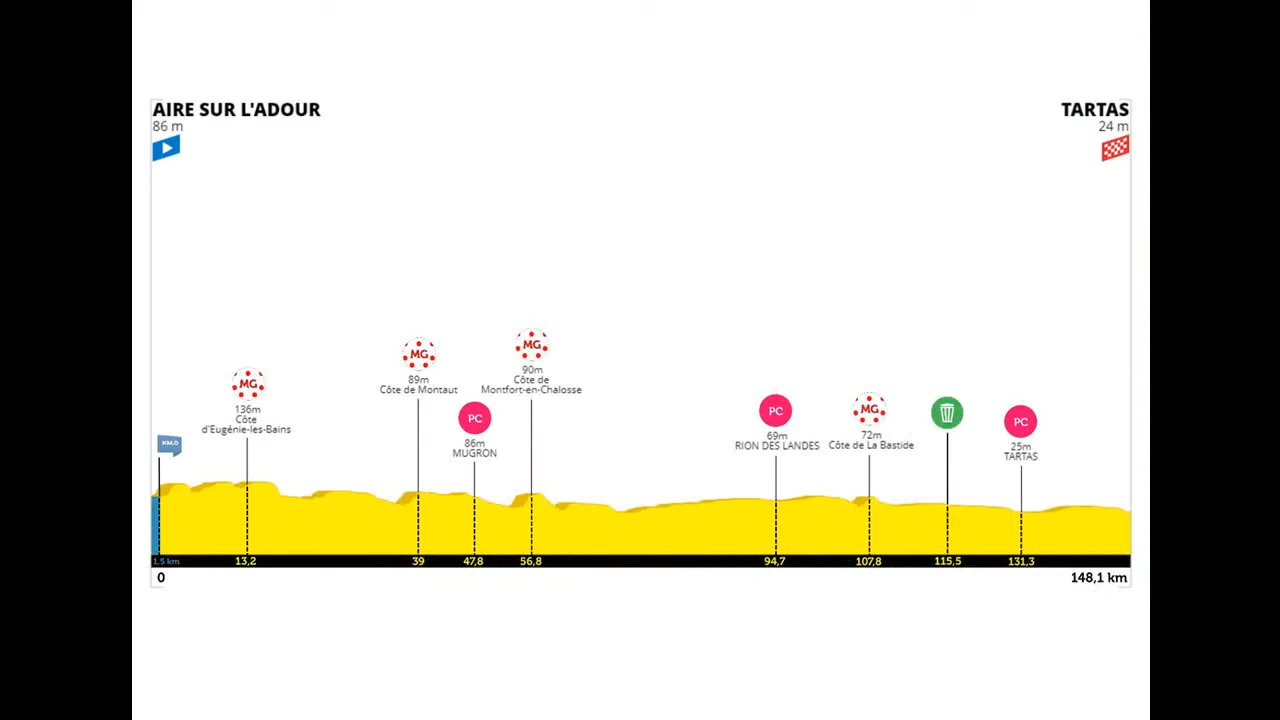 AIRE SUR L'ADOUR
86 m
TARTAS
24 m
MG
136m
Côte
d'Eugénie-les-Bains
KM.0
MG
89m
Côte de Montaut
PC
86m
MUGRON
MG
90m
Côte de
Montfort-en-Chalosse
PC
69m
RION DES LANDES
MG
72m
Côte de La Bastide
PC
25m
TARTAS
1,5 km
13,2
39
47,8
56,8
94,7
107,8
115,5
131,3
0
148,1 km